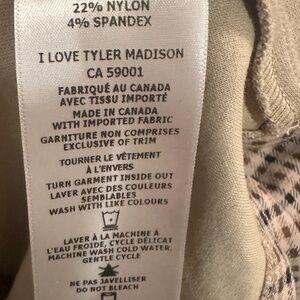 22% NYLON
4% SPANDEX
I LOVE TYLER MADISON
CA 59001
FABRIQUÉ AU CANADA
AVEC TISSU IMPORTÉ
MADE IN CANADA
WITH IMPORTED FABRIC
GARNITURE NON COMPRISES
EXCLUSIVE OF TRIM
TOURNER LE VÊTEMENT
À L'ENVERS
TURN GARMENT INSIDE OUT
LAVER AVEC DES COULEURS
SEMBLABLES
WASH WITH LIKE COLOURS
LAVER À LA MACHINE À
L'EAU FROIDE, CYCLE DÉLICAT
MACHINE WASH COLD WATER,
GENTLE CYCLE
NE PAS JAVELLISER
DO NOT BLEACH